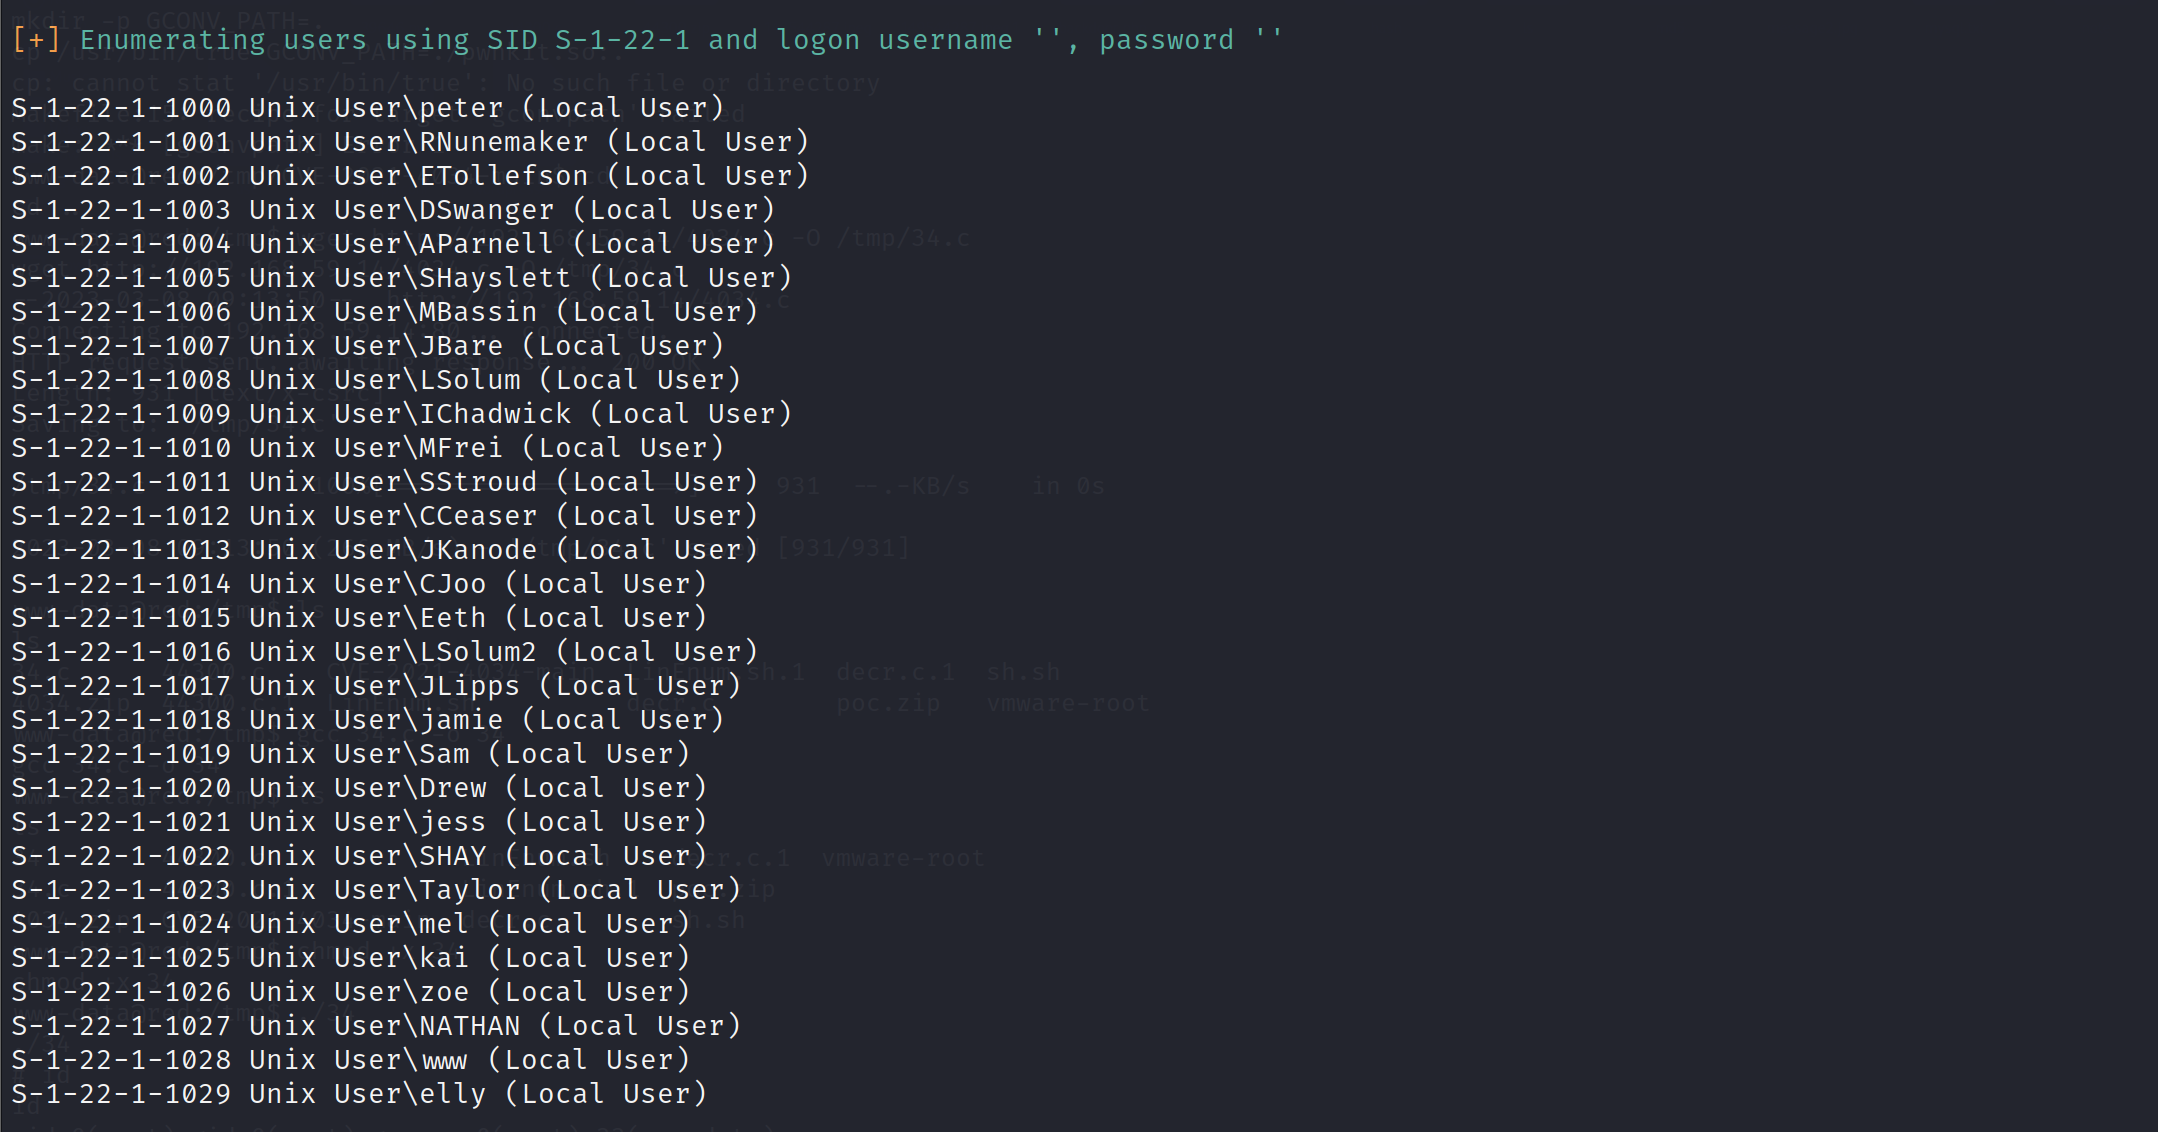 [+] Enumerating users using SID S-1-22-1 and logon username '', password ''
S-1-22-1-1000 Unix User\peter (Local User)
S-1-22-1-1001 Unix User\RNunemaker (Local User)
S-1-22-1-1002 Unix User\ETollefson (Local User)
S-1-22-1-1003 Unix User\DSwanger (Local User)
S-1-22-1-1004 Unix User\AParnell (Local User)
S-1-22-1-1005 Unix User\SHayslett (Local User)
S-1-22-1-1006 Unix User\MBassin (Local User)
S-1-22-1-1007 Unix User\JBare (Local User)
S-1-22-1-1008 Unix User\LSolum (Local User)
S-1-22-1-1009 Unix User\IChadwick (Local User)
S-1-22-1-1010 Unix User\MFrei (Local User)
S-1-22-1-1011 Unix User\SStroud (Local User)
S-1-22-1-1012 Unix User\CCeaser (Local User)
S-1-22-1-1013 Unix User\JKanode (Local User)
S-1-22-1-1014 Unix User\CJoo (Local User)
S-1-22-1-1015 Unix User\Eeth (Local User)
S-1-22-1-1016 Unix User\LSolum2 (Local User)
S-1-22-1-1017 Unix User\JLipps (Local User)
S-1-22-1-1018 Unix User\jamie (Local User)
S-1-22-1-1019 Unix User\Sam (Local User)
S-1-22-1-1020 Unix User\Drew (Local User)
S-1-22-1-1021 Unix User\jess (Local User)
S-1-22-1-1022 Unix User\SHAY (Local User)
S-1-22-1-1023 Unix User\Taylor (Local User)
S-1-22-1-1024 Unix User\mel (Local User)
S-1-22-1-1025 Unix User\kai (Local User)
S-1-22-1-1026 Unix User\zoe (Local User)
S-1-22-1-1027 Unix User\NATHAN (Local User)
S-1-22-1-1028 Unix User\www (Local User)
S-1-22-1-1029 Unix User\elly (Local User)